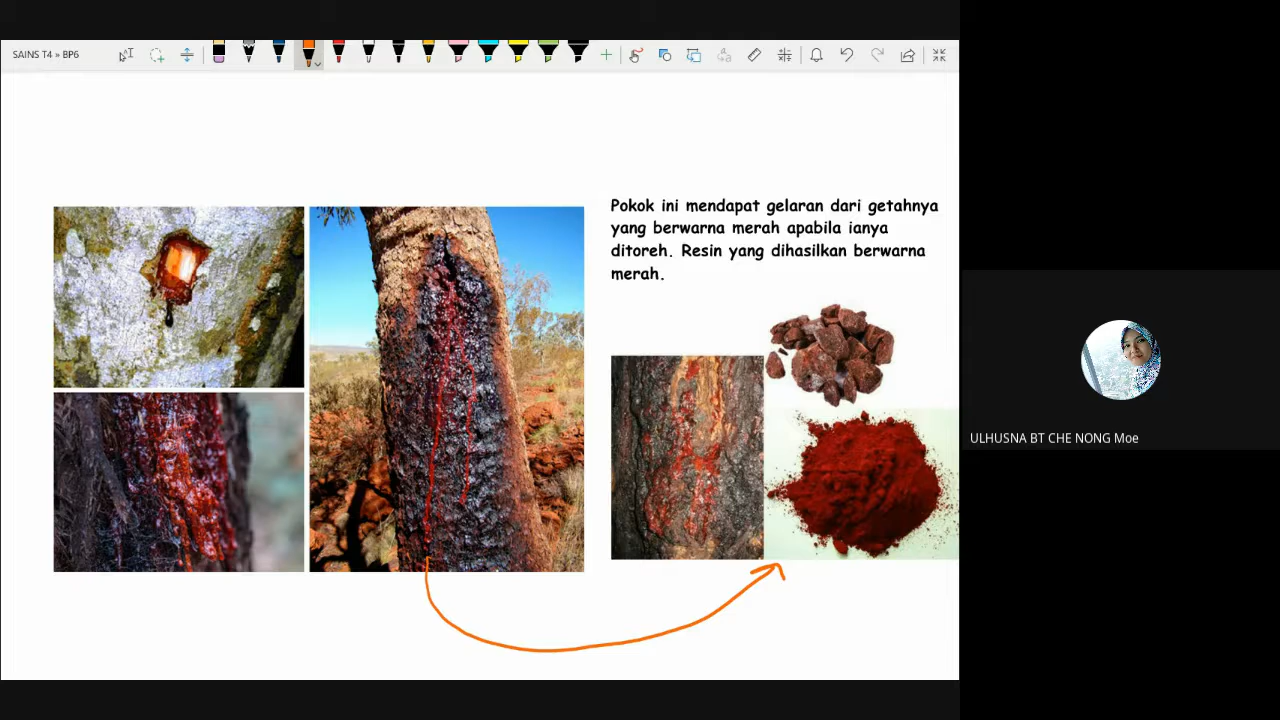 SAINS T4 » BP6
Pokok ini mendapat gelaran dari getahnya
yang berwarna merah apabila ianya
ditoreh. Resin yang dihasilkan berwarna
merah.
ULHUSNA BT CHE NONG Moe